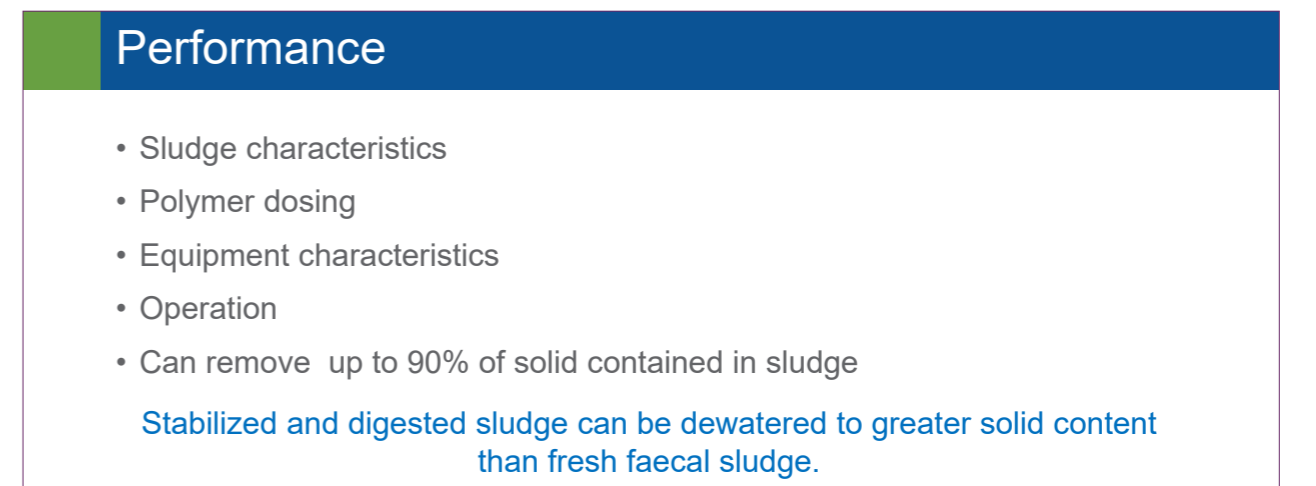 Performance
• Sludge characteristics
• Polymer dosing
• Equipment characteristics
• Operation
• Can remove  up to 90% of solid contained in sludge
Stabilized and digested sludge can be dewatered to greater solid content
than fresh faecal sludge.